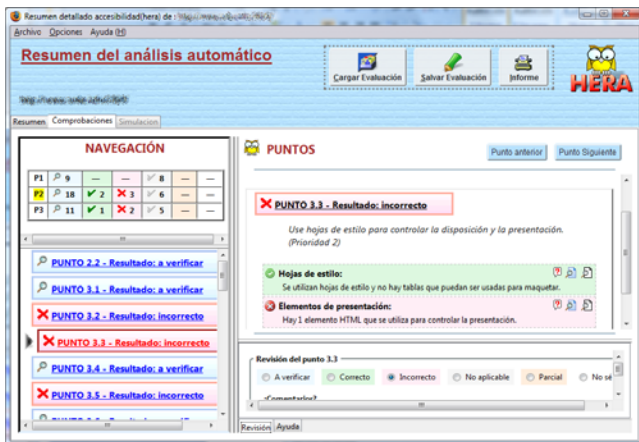 Resumen detallado accesibilidad(hera) de :
Archivo Opciones Ayuda (H)
Resumen del análisis automático
Cargar Evaluación
Salvar Evaluación
Informe
HERA
Resumen Comprobaciones Simulacion
NAVEGACIÓN
P1 9 — — 8 — —
P2 18 2 3 6 — —
P3 11 1 2 5 — —
PUNTO 2.2 - Resultado: a verificar
PUNTO 3.1 - Resultado: a verificar
PUNTO 3.2 - Resultado: incorrecto
PUNTO 3.3 - Resultado: incorrecto
PUNTO 3.4 - Resultado: a verificar
PUNTO 3.5 - Resultado: incorrecto
PUNTOS
Punto anterior
Punto Siguiente
PUNTO 3.3 - Resultado: incorrecto
Use hojas de estilo para controlar la disposición y la presentación.
(Prioridad 2)
Hojas de estilo:
Se utilizan hojas de estilo y no hay tablas que puedan ser usadas para maquetar.
Elementos de presentación:
Hay 1 elemento HTML que se utiliza para controlar la presentación.
Revisión del punto 3.3
A verificar Correcto Incorrecto No aplicable Parcial No sé
¿Comentarios?
Revisión Ayuda